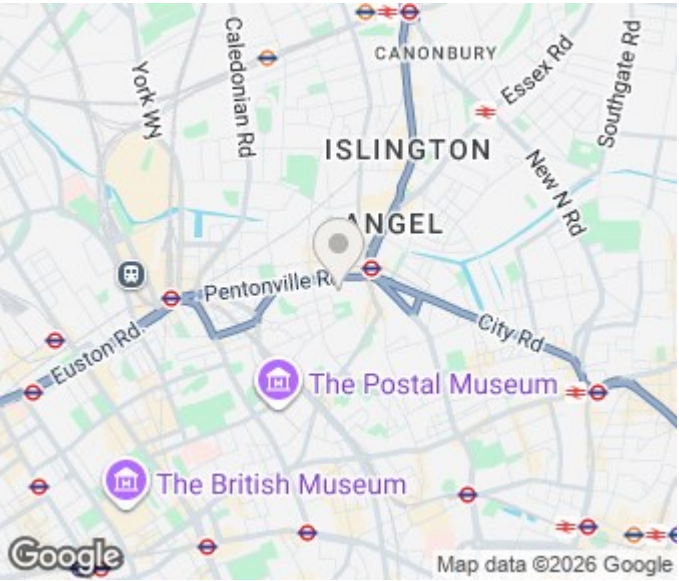 CANONBURY
Caledonian Rd
York Wy
Essex Rd
Southgate Rd
ISLINGTON
New N Rd
ANGEL
Pentonville R
City Rd
Euston Rd
The Postal Museum
The British Museum
Google
Map data ©2026 Google